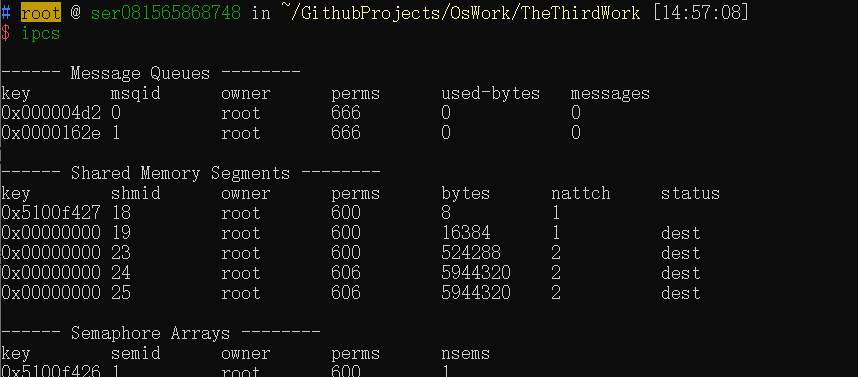 # root @ ser081565868748 in ~/GithubProjects/OsWork/TheThirdWork [14:57:08]
$ ipcs
------ Message Queues --------
key        msqid      owner      perms      used-bytes   messages
0x000004d2 0          root       666        0            0
0x0000162e 1          root       666        0            0
------ Shared Memory Segments --------
key        shmid      owner      perms      bytes      nattch     status
0x5100f427 18         root       600        8          1
0x00000000 19         root       600        16384      1          dest
0x00000000 23         root       600        524288     2          dest
0x00000000 24         root       606        5944320    2          dest
0x00000000 25         root       606        5944320    2          dest
------ Semaphore Arrays --------
key        semid      owner      perms      nsems
0x5100f426 1          root       600        1